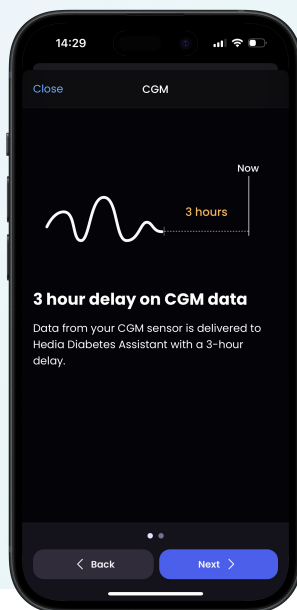 14:29
Close
CGM
Now
3 hours
3 hour delay on CGM data
Data from your CGM sensor is delivered to
Hedia Diabetes Assistant with a 3-hour
delay.
Back
Next